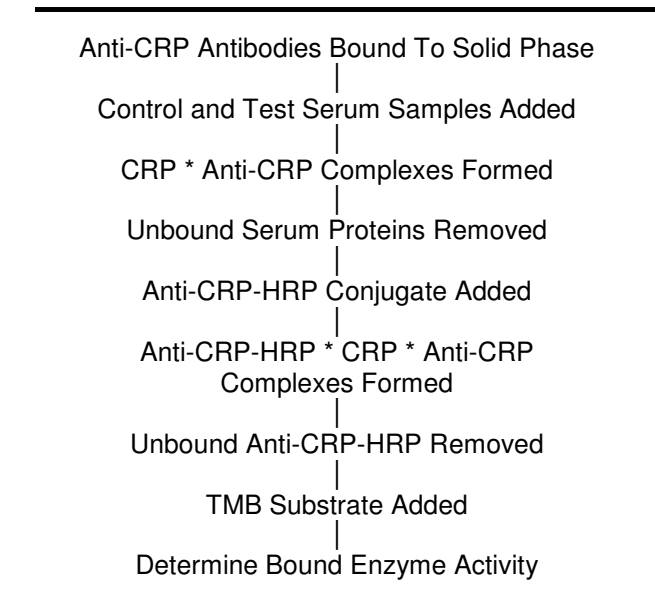 Anti-CRP Antibodies Bound To Solid Phase
Control and Test Serum Samples Added
CRP * Anti-CRP Complexes Formed
Unbound Serum Proteins Removed
Anti-CRP-HRP Conjugate Added
Anti-CRP-HRP * CRP * Anti-CRP
Complexes Formed
Unbound Anti-CRP-HRP Removed
TMB Substrate Added
Determine Bound Enzyme Activity